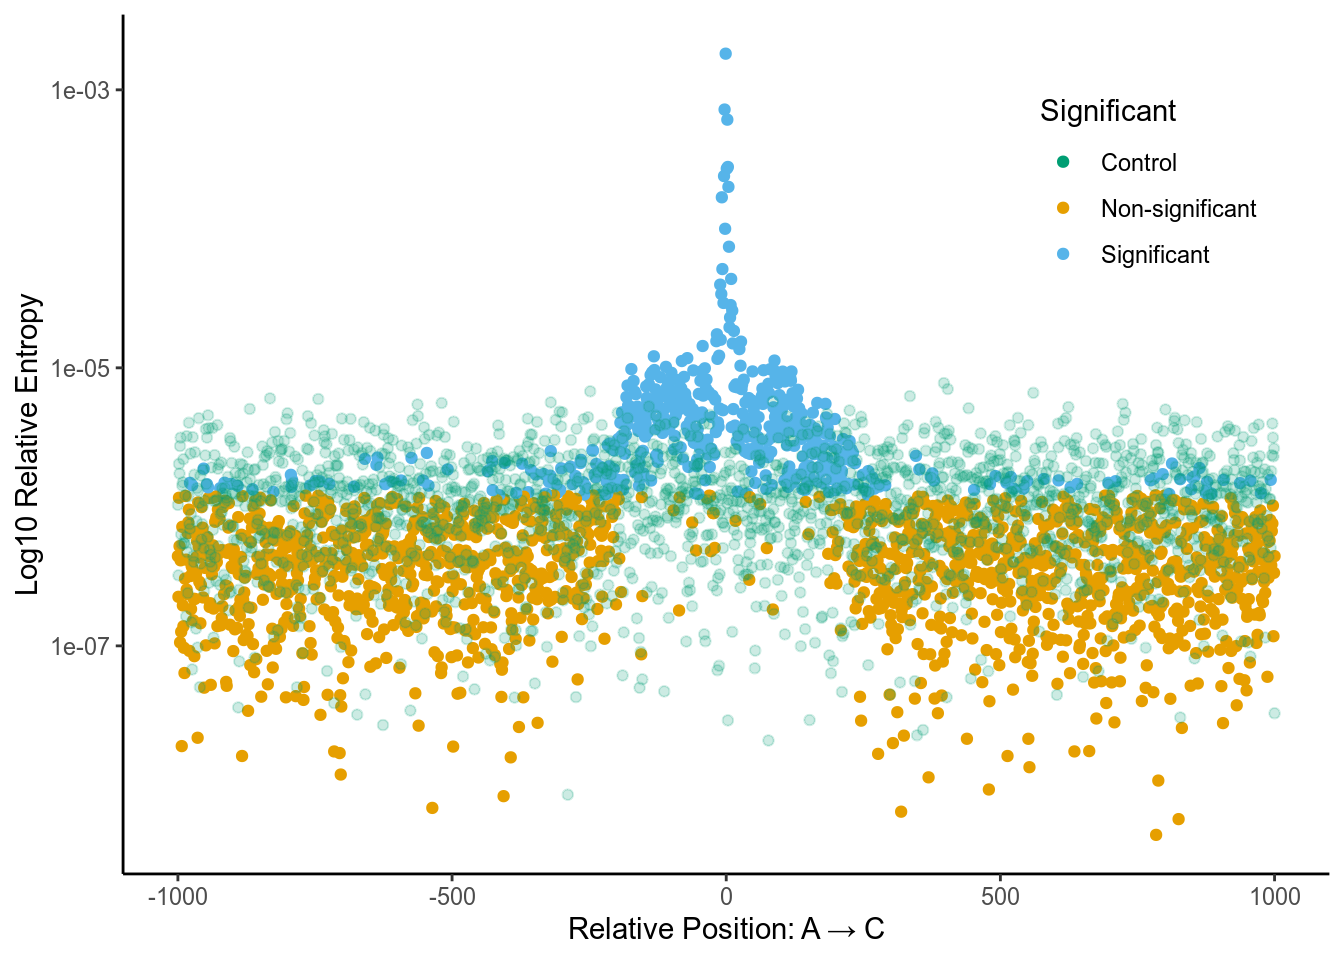 1e-03
1e-05
1e-07
Log10 Relative Entropy
Significant
Control
Non-significant
Significant
-1000
-500
0
500
1000
Relative Position: A → C